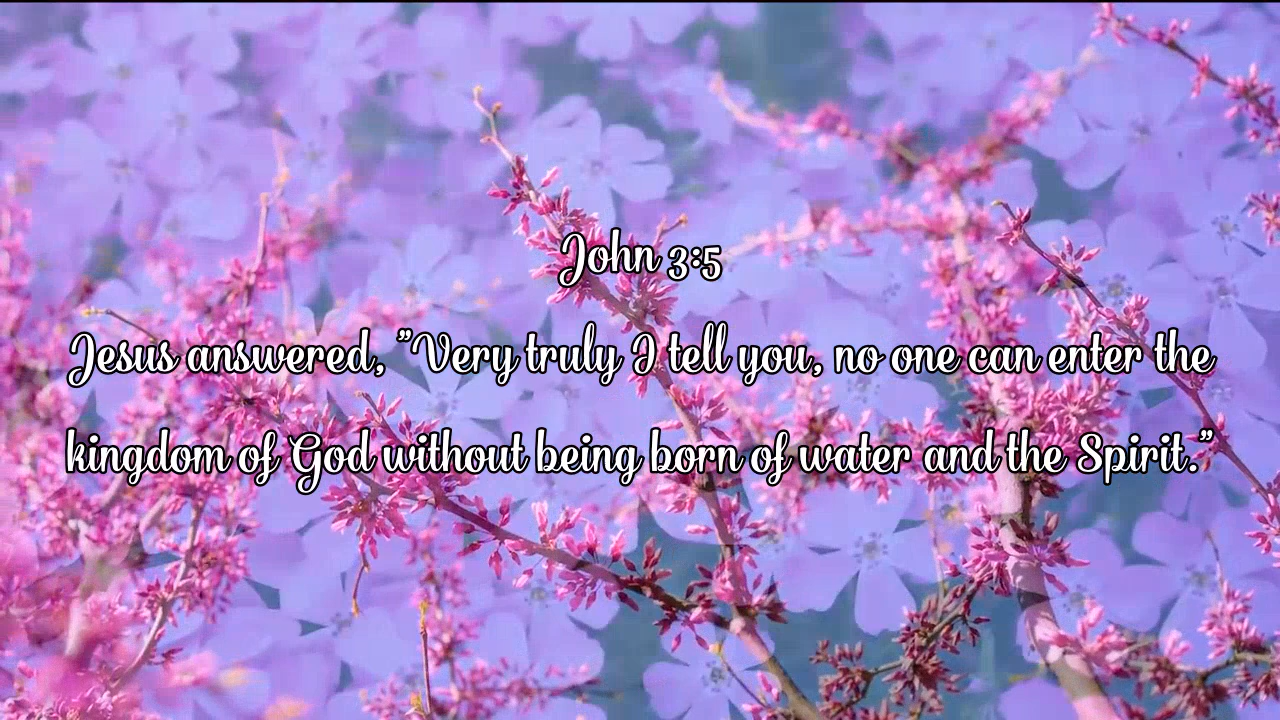 John 3:5
Jesus answered, "Very truly I tell you, no one can enter the
kingdom of God without being born of water and the Spirit."